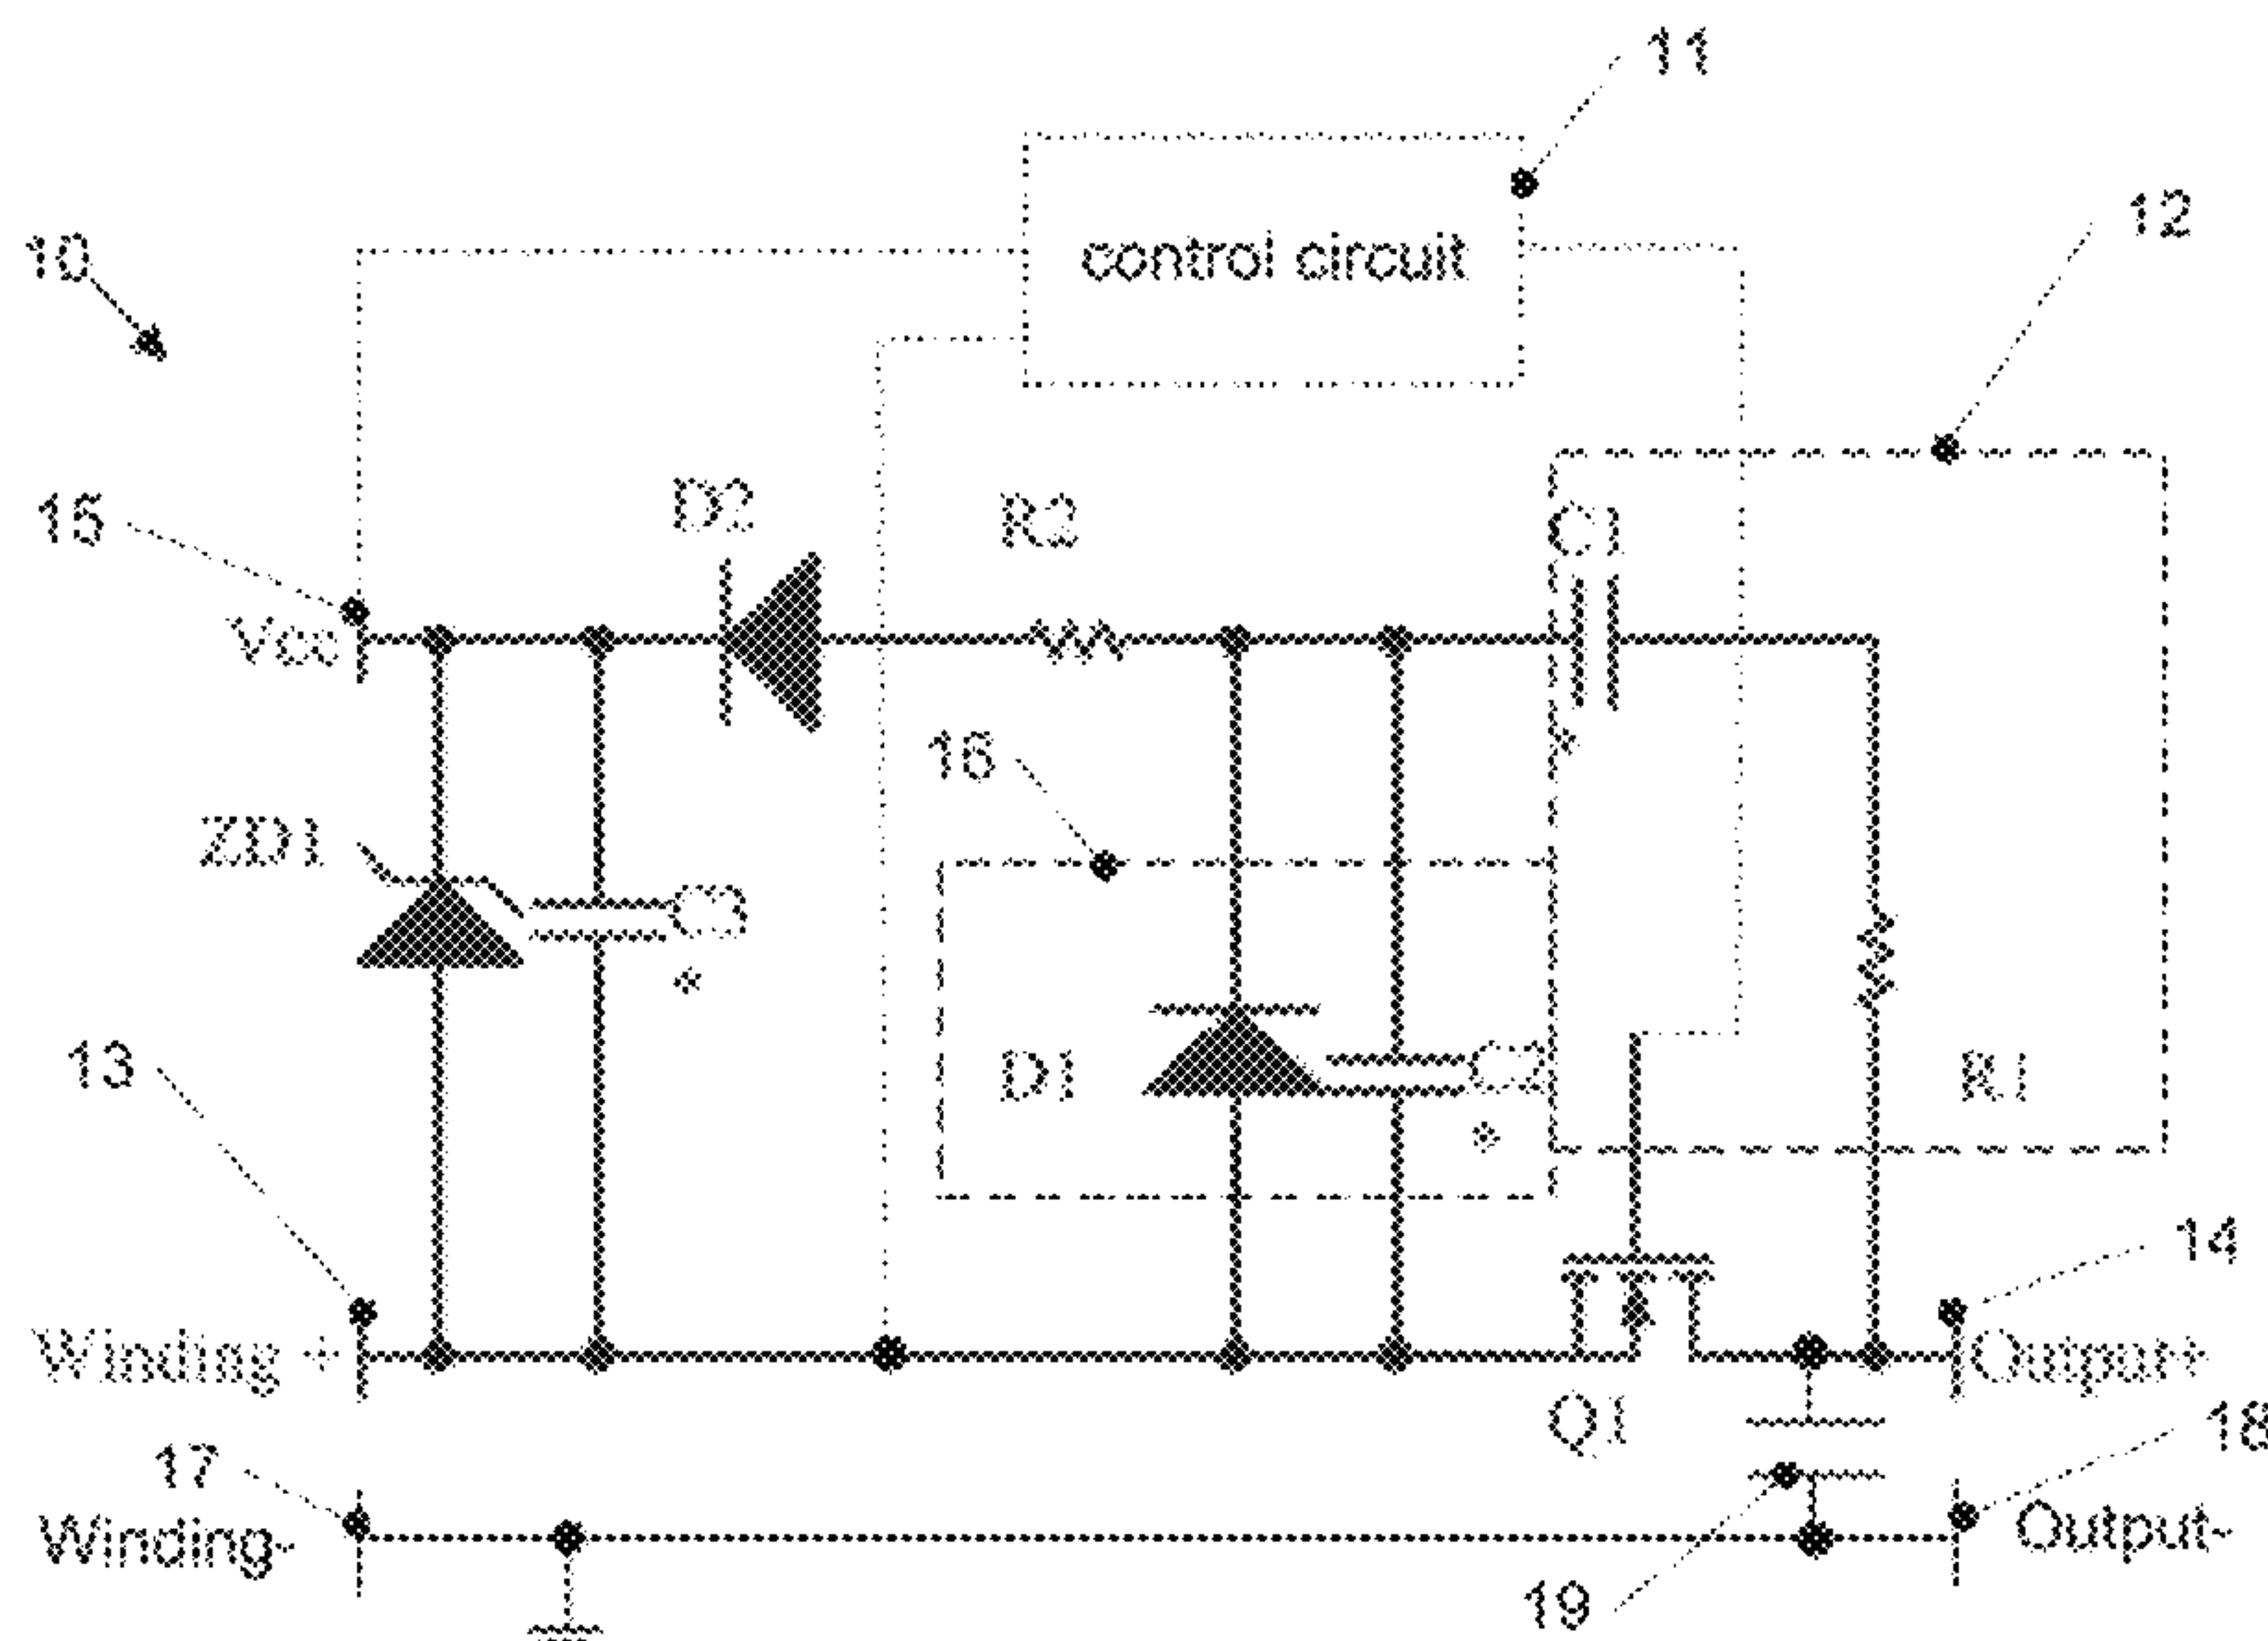 11
control circuit
12
10
15
D2
R2
C1
Vcc
*
16
ZD1
C3
*
13
D1
C2
*
R1
14
Winding +
Output+
Q1
17
18
Winding-
Output-
19